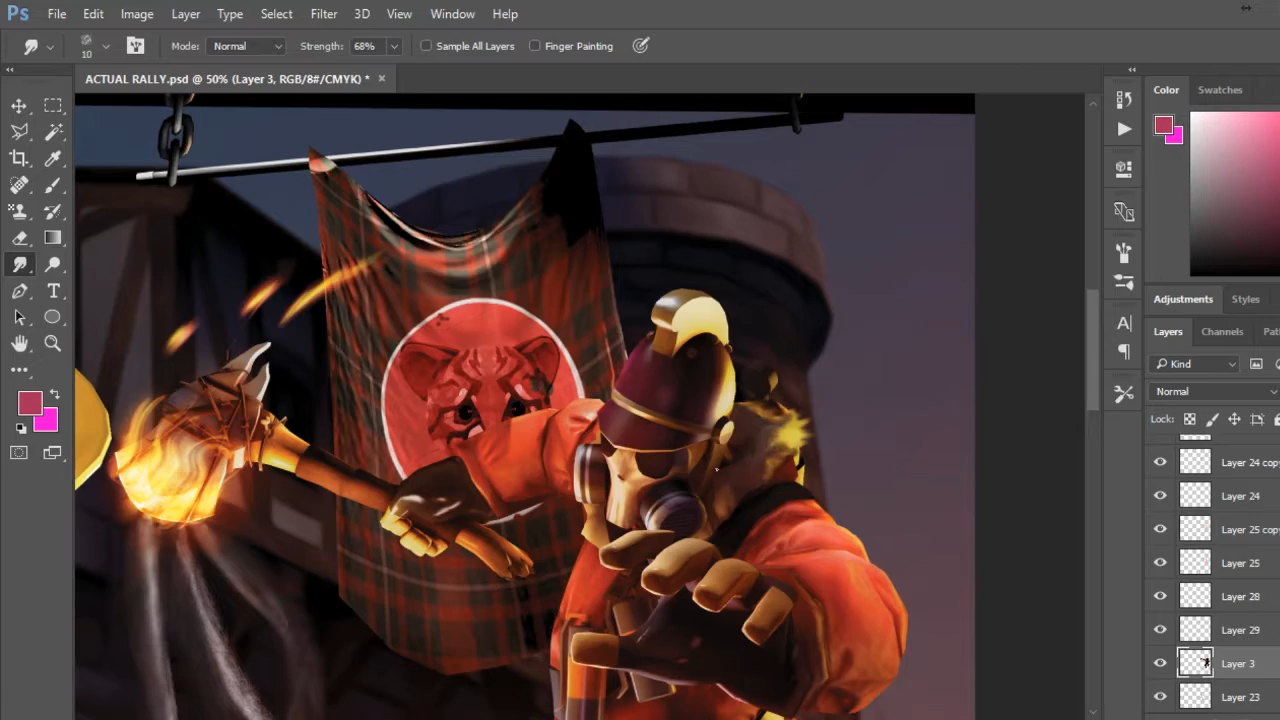 Ps File Edit Image Layer Type Select Filter 3D View Window Help
10 Mode: Normal Strength: 68% Sample All Layers Finger Painting
ACTUAL RALLY.psd @ 50% (Layer 3, RGB/8#/CMYK) * ×
Color Swatches
Adjustments Styles
Layers Channels Pat
Kind
Normal
Lock:
Layer 24 cop
Layer 24
Layer 25 cop
Layer 25
Layer 28
Layer 29
Layer 3
Layer 23